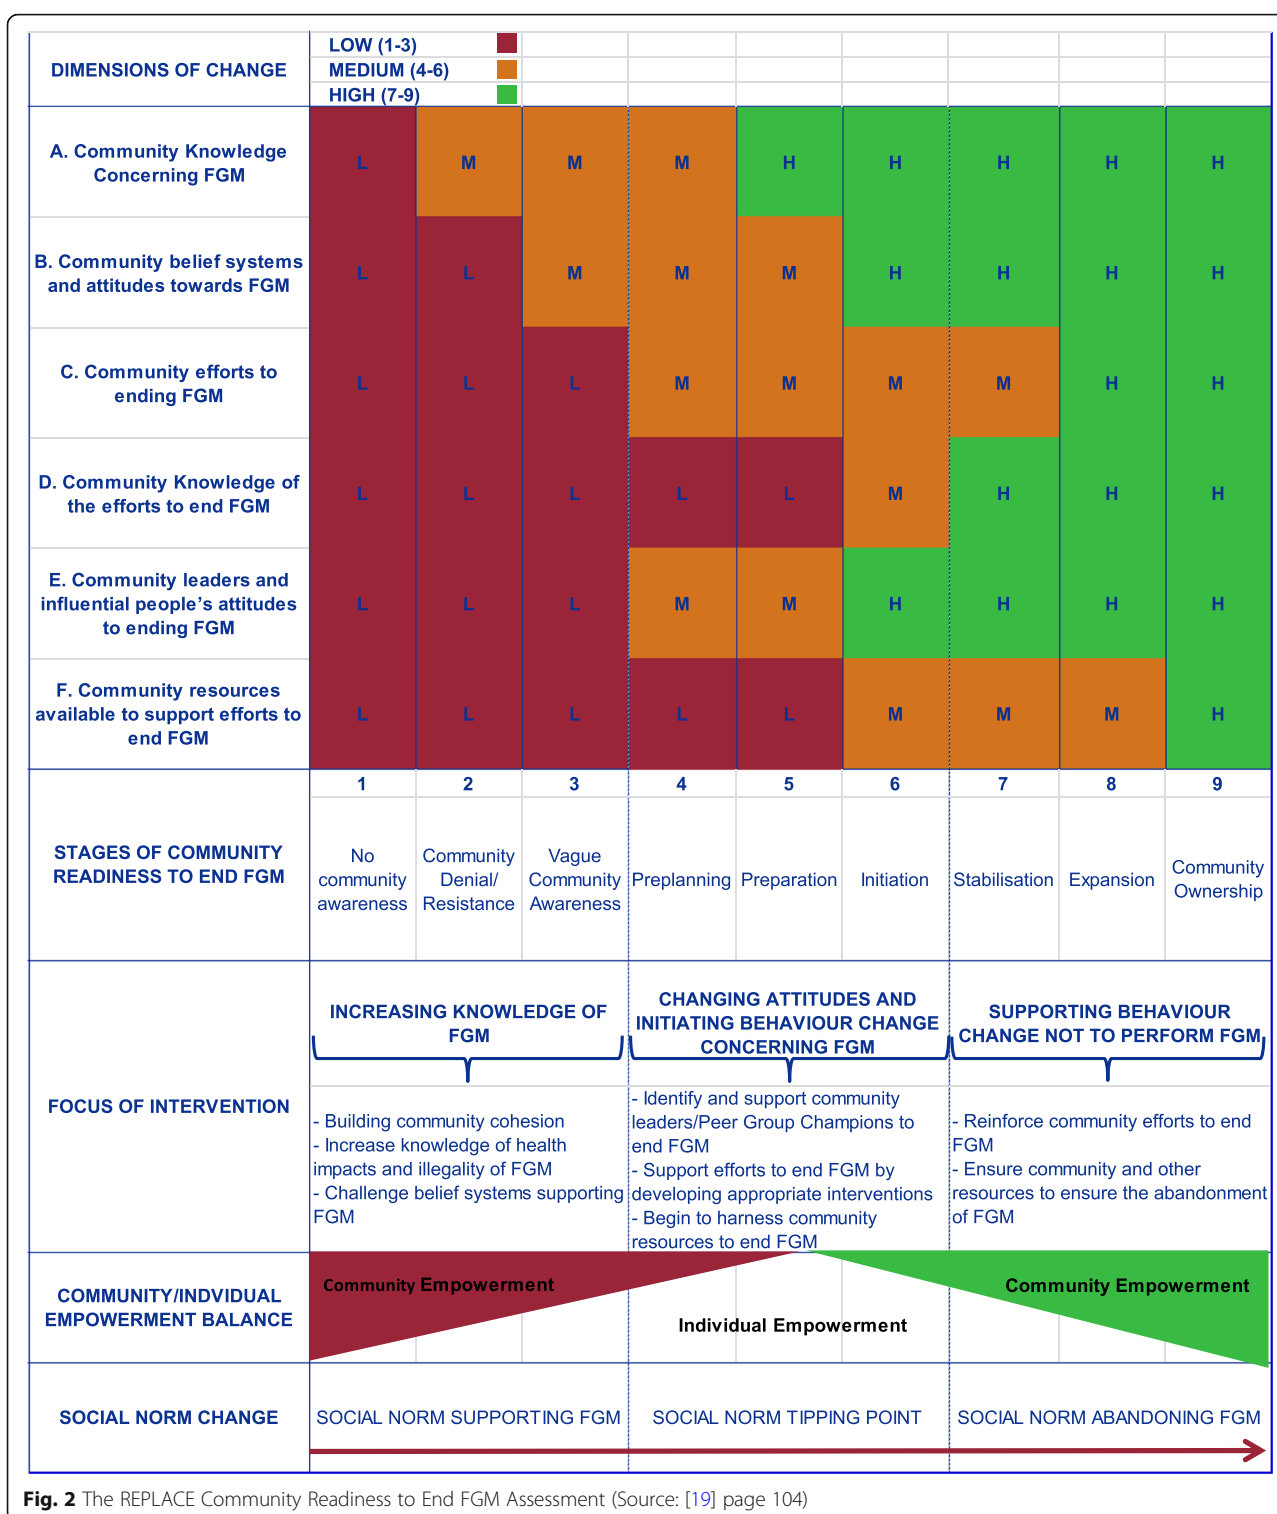 DIMENSIONS OF CHANGE
LOW (1-3)
MEDIUM (4-6)
HIGH (7-9)
A. Community Knowledge
Concerning FGM
L M M M H H H H H
B. Community belief systems
and attitudes towards FGM
L L M M M H H H H
C. Community efforts to
ending FGM
L L L M M M M H H
D. Community Knowledge of
the efforts to end FGM
L L L L L M H H H
E. Community leaders and
influential people’s attitudes
to ending FGM
L L L M M H H H H
F. Community resources
available to support efforts to
end FGM
L L L L L M M M H
1 2 3 4 5 6 7 8 9
STAGES OF COMMUNITY
READINESS TO END FGM
No
community
awareness
Community
Denial/
Resistance
Vague
Community
Awareness
Preplanning
Preparation
Initiation
Stabilisation
Expansion
Community
Ownership
FOCUS OF INTERVENTION
INCREASING KNOWLEDGE OF
FGM
CHANGING ATTITUDES AND
INITIATING BEHAVIOUR CHANGE
CONCERNING FGM
SUPPORTING BEHAVIOUR
CHANGE NOT TO PERFORM FGM
- Building community cohesion
- Increase knowledge of health
impacts and illegality of FGM
- Challenge belief systems supporting
FGM
- Identify and support community
leaders/Peer Group Champions to
end FGM
- Support efforts to end FGM by
developing appropriate interventions
- Begin to harness community
resources to end FGM
- Reinforce community efforts to end
FGM
- Ensure community and other
resources to ensure the abandonment
of FGM
COMMUNITY/INDVIDUAL
EMPOWERMENT BALANCE
Community Empowerment
Individual Empowerment
Community Empowerment
SOCIAL NORM CHANGE
SOCIAL NORM SUPPORTING FGM
SOCIAL NORM TIPPING POINT
SOCIAL NORM ABANDONING FGM
Fig. 2 The REPLACE Community Readiness to End FGM Assessment (Source: [19] page 104)